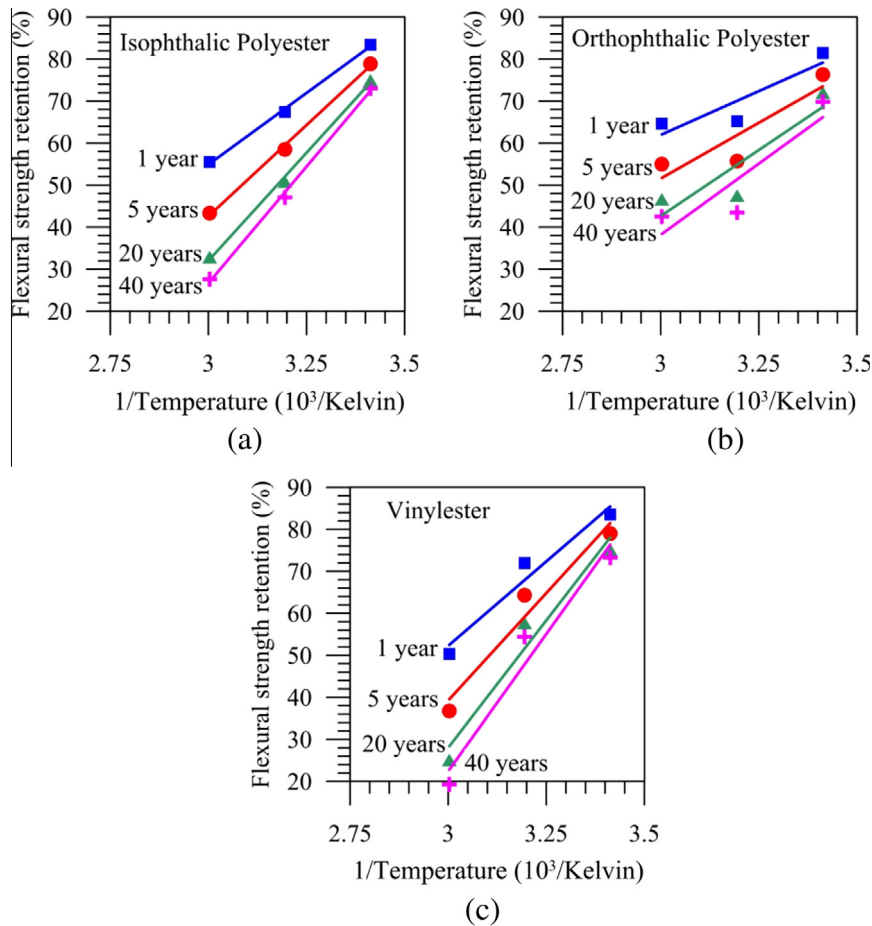 (a)
Flexural strength retention (%)
90
80
70
60
50
40
30
20
Isophthalic Polyester
1 year
5 years
20 years
40 years
2.75 3 3.25 3.5
1/Temperature (10³/Kelvin)
(a)
b)
Flexural strength retention (%)
90
80
70
60
50
40
30
20
Orthophthalic Polyester
1 year
5 years
20 years
40 years
2.75 3 3.25 3.5
1/Temperature (10³/Kelvin)
(b)
Flexural strength retention (%)
90
80
70
60
50
40
30
20
Vinylester
1 year
5 years
20 years
40 years
2.75 3 3.25 3.5
1/Temperature (10³/Kelvin)
(c)